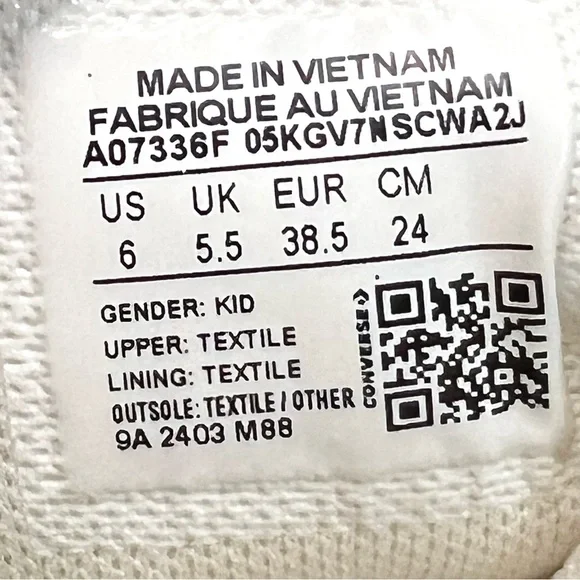 MADE IN VIETNAM
FABRIQUE AU VIETNAM
A07336F 05KGV7NSCWA2J
US UK EUR CM
6 5.5 38.5 24
GENDER: KID
UPPER: TEXTILE
LINING: TEXTILE
OUTSOLE: TEXTILE / OTHER
9A 2403 M88
CONVERSE